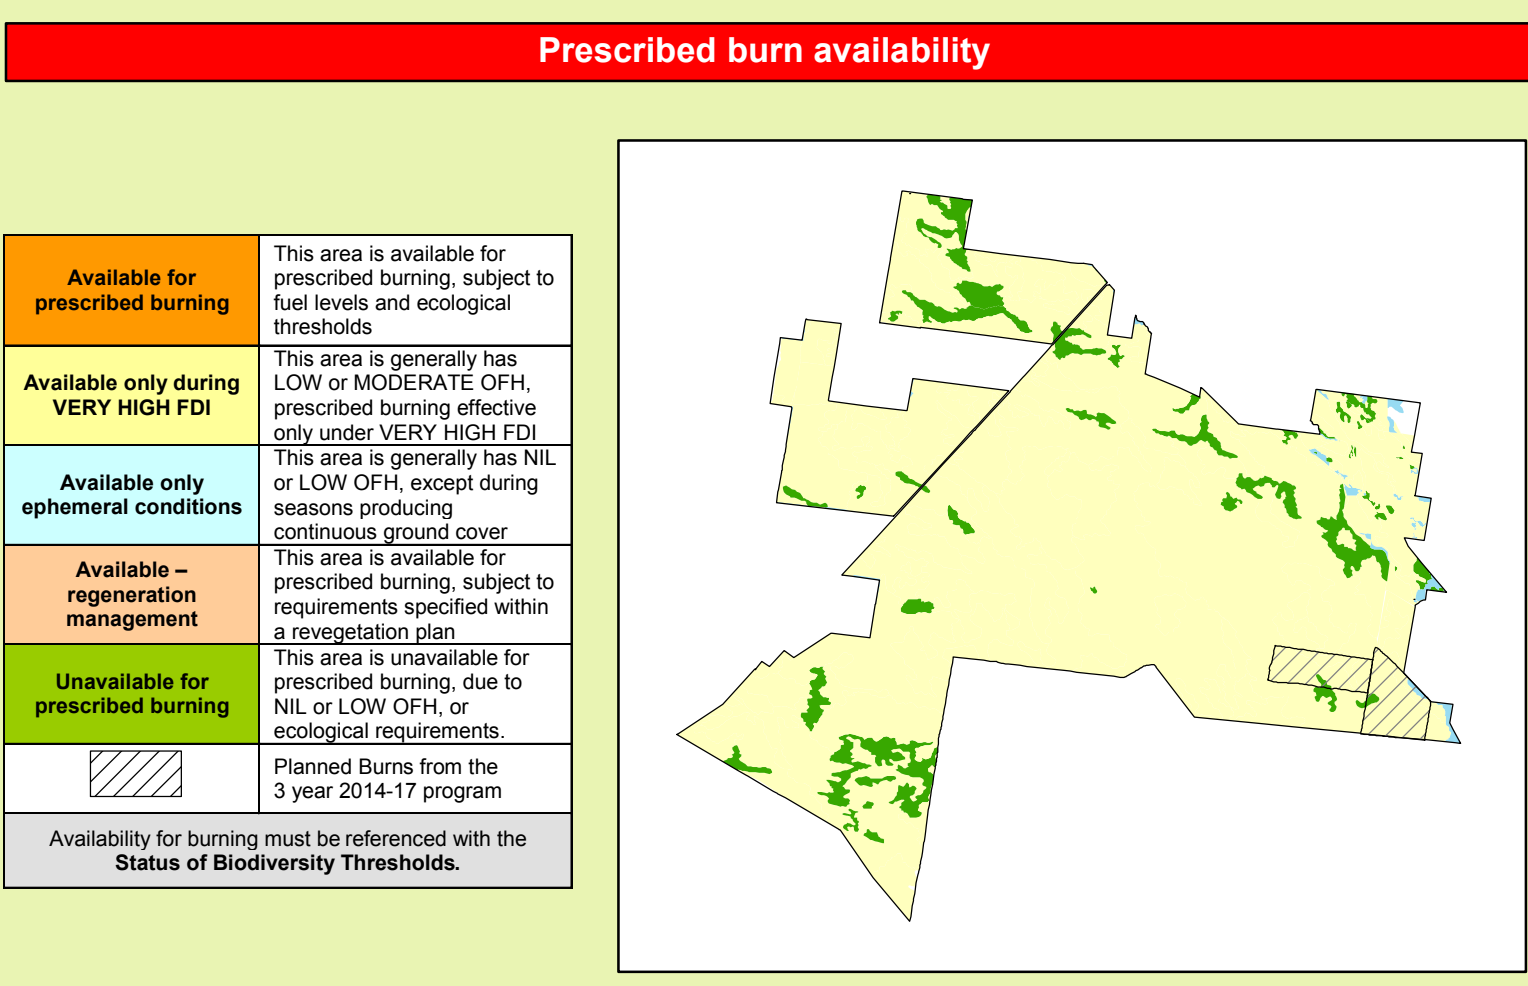 Prescribed burn availability
Available for
prescribed burning
This area is available for
prescribed burning, subject to
fuel levels and ecological
thresholds
Available only during
VERY HIGH FDI
This area is generally has
LOW or MODERATE OFH,
prescribed burning effective
only under VERY HIGH FDI
Available only
ephemeral conditions
This area is generally has NIL
or LOW OFH, except during
seasons producing
continuous ground cover
Available –
regeneration
management
This area is available for
prescribed burning, subject to
requirements specified within
a revegetation plan
Unavailable for
prescribed burning
This area is unavailable for
prescribed burning, due to
NIL or LOW OFH, or
ecological requirements.
Planned Burns from the
3 year 2014-17 program
Availability for burning must be referenced with the
Status of Biodiversity Thresholds.